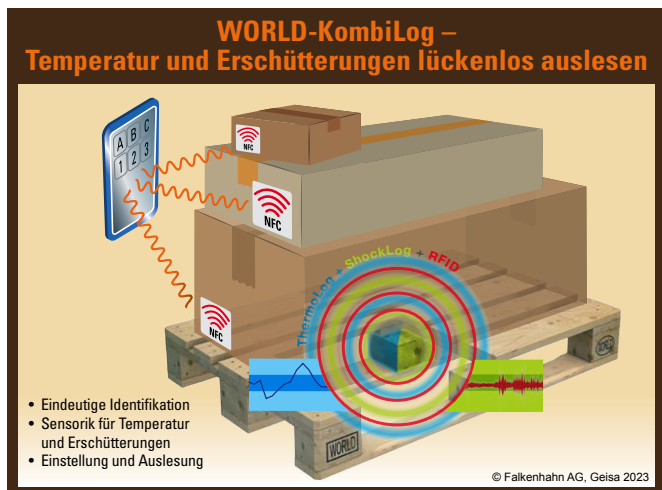 WORLD-KombiLog –
Temperatur und Erschütterungen lückenlos auslesen
A B C
1 2 3
NFC
NFC
NFC
ThermoLog + ShockLog + RFID
WORLD
WORLD
• Eindeutige Identifikation
• Sensorik für Temperatur
und Erschütterungen
• Einstellung und Auslesung
© Falkenhahn AG, Geisa 2023